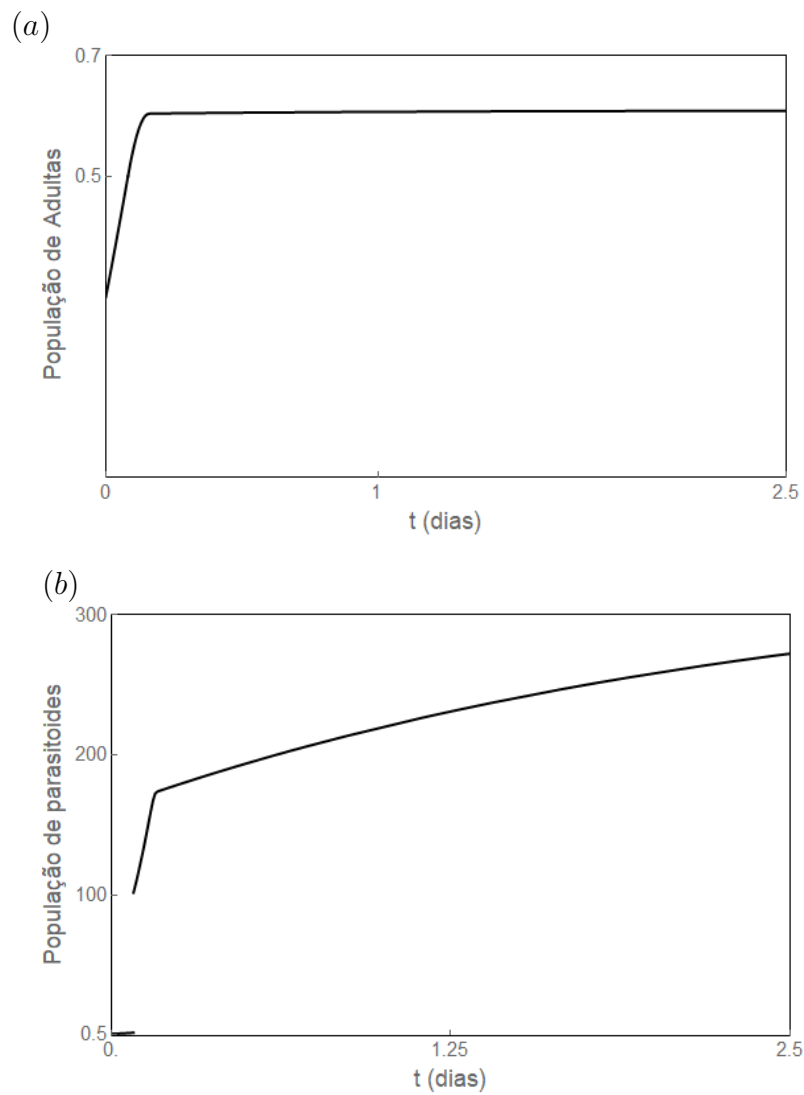 (a)
0.7
0.5
População de Adultas
0
1
2.5
t (dias)
(b)
300
200
100
0.5
População de parasitoides
0.
1.25
2.5
t (dias)